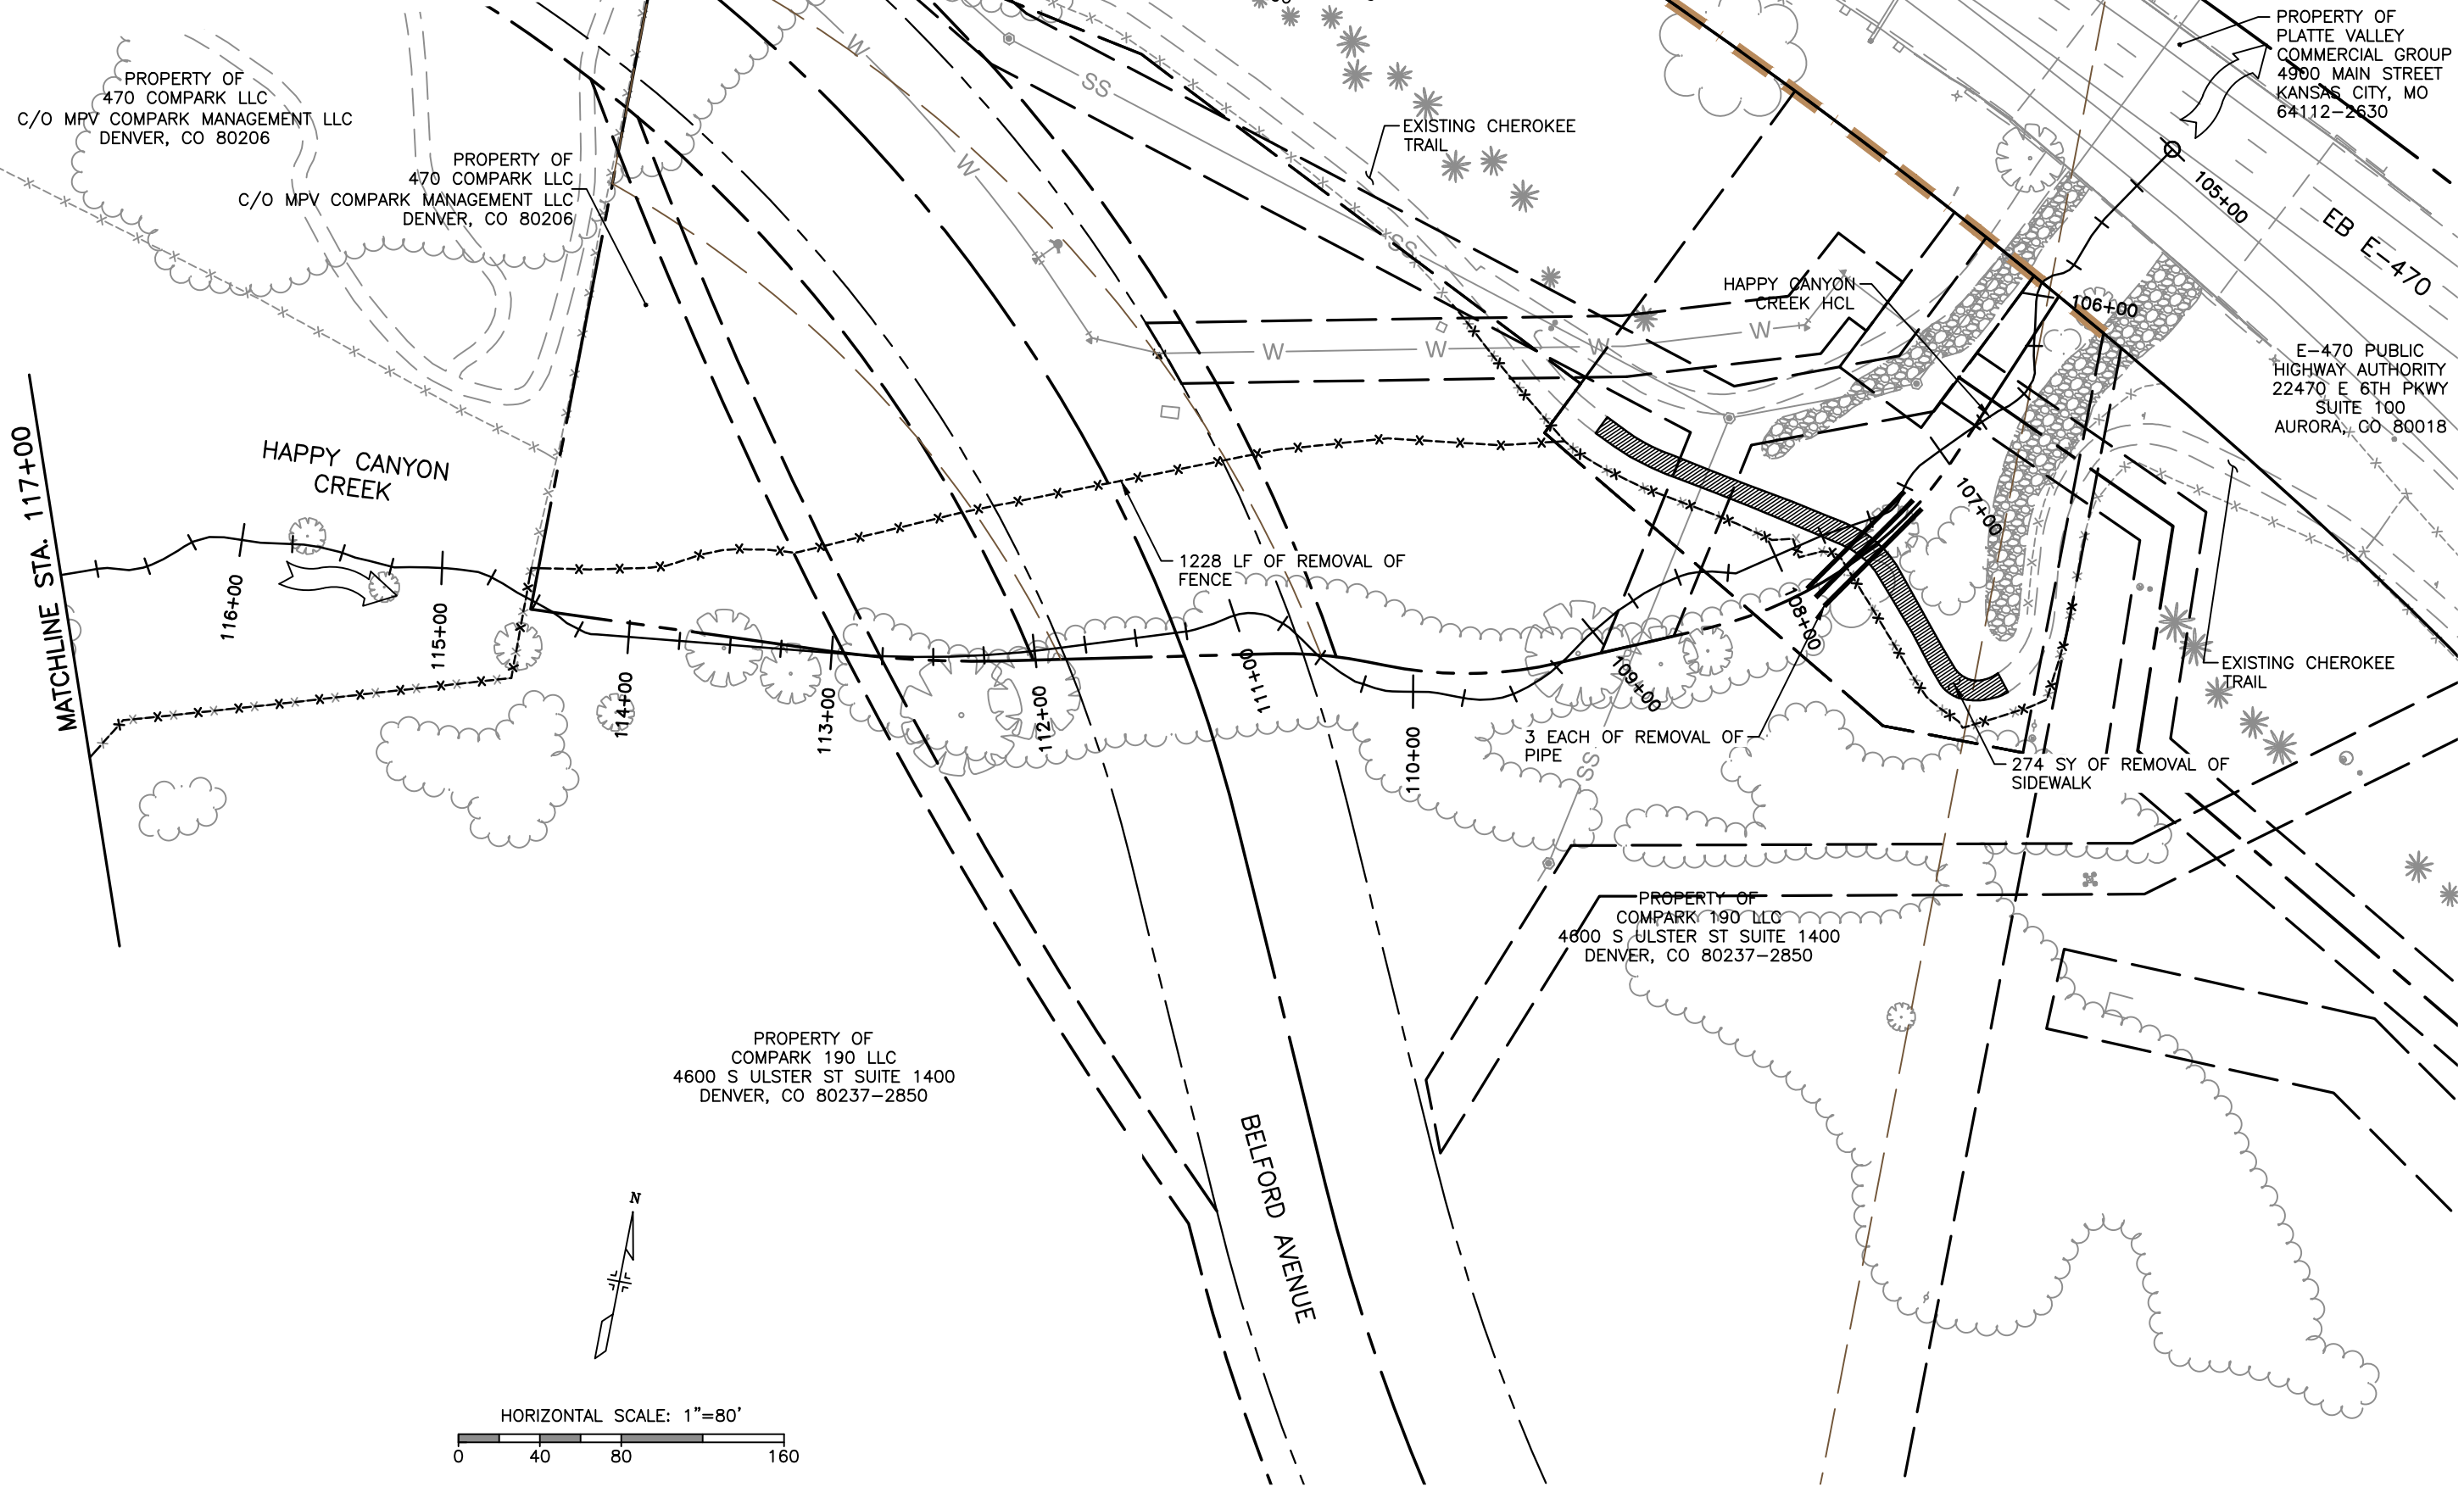 PROPERTY OF
470 COMPARK LLC
C/O MPV COMPARK MANAGEMENT LLC
DENVER, CO 80206
PROPERTY OF
470 COMPARK LLC
C/O MPV COMPARK MANAGEMENT LLC
DENVER, CO 80206
W
W
SS
SS
EXISTING CHEROKEE
TRAIL
PROPERTY OF
PLATTE VALLEY
COMMERCIAL GROUP
4900 MAIN STREET
KANSAS CITY, MO
64112-2630
105+00
EB E-470
HAPPY CANYON
CREEK HCL
106+00
W
W
W
W
E-470 PUBLIC
HIGHWAY AUTHORITY
22470 E 6TH PKWY
SUITE 100
AURORA, CO 80018
MATCHLINE STA. 117+00
HAPPY CANYON
CREEK
107+00
1228 LF OF REMOVAL OF
FENCE
116+00
115+00
114+00
113+00
112+00
111+00
110+00
109+00
108+00
EXISTING CHEROKEE
TRAIL
3 EACH OF REMOVAL OF
PIPE
SS
274 SY OF REMOVAL OF
SIDEWALK
PROPERTY OF
COMPARK 190 LLC
4600 S ULSTER ST SUITE 1400
DENVER, CO 80237-2850
PROPERTY OF
COMPARK 190 LLC
4600 S ULSTER ST SUITE 1400
DENVER, CO 80237-2850
BELFORD AVENUE
N
HORIZONTAL SCALE: 1"=80'
0 40 80 160